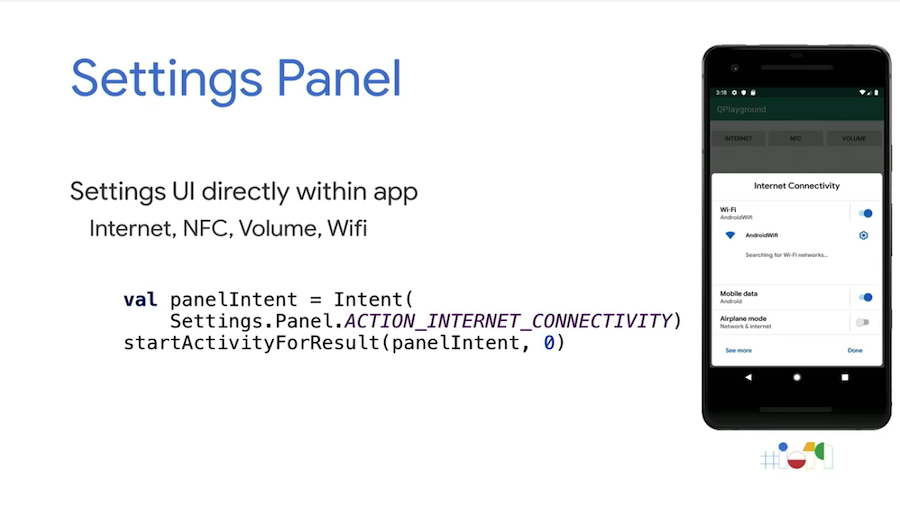 Settings Panel
Settings UI directly within app
Internet, NFC, Volume, Wifi
val panelIntent = Intent(
Settings.Panel.ACTION_INTERNET_CONNECTIVITY)
startActivityForResult(panelIntent, 0)
3:18
QPlayground
INTERNET NFC VOLUME
Internet Connectivity
Wi-Fi
AndroidWifi
AndroidWifi
Searching for Wi-Fi networks...
Mobile data
Android
Airplane mode
Network & internet
See more Done
#io19